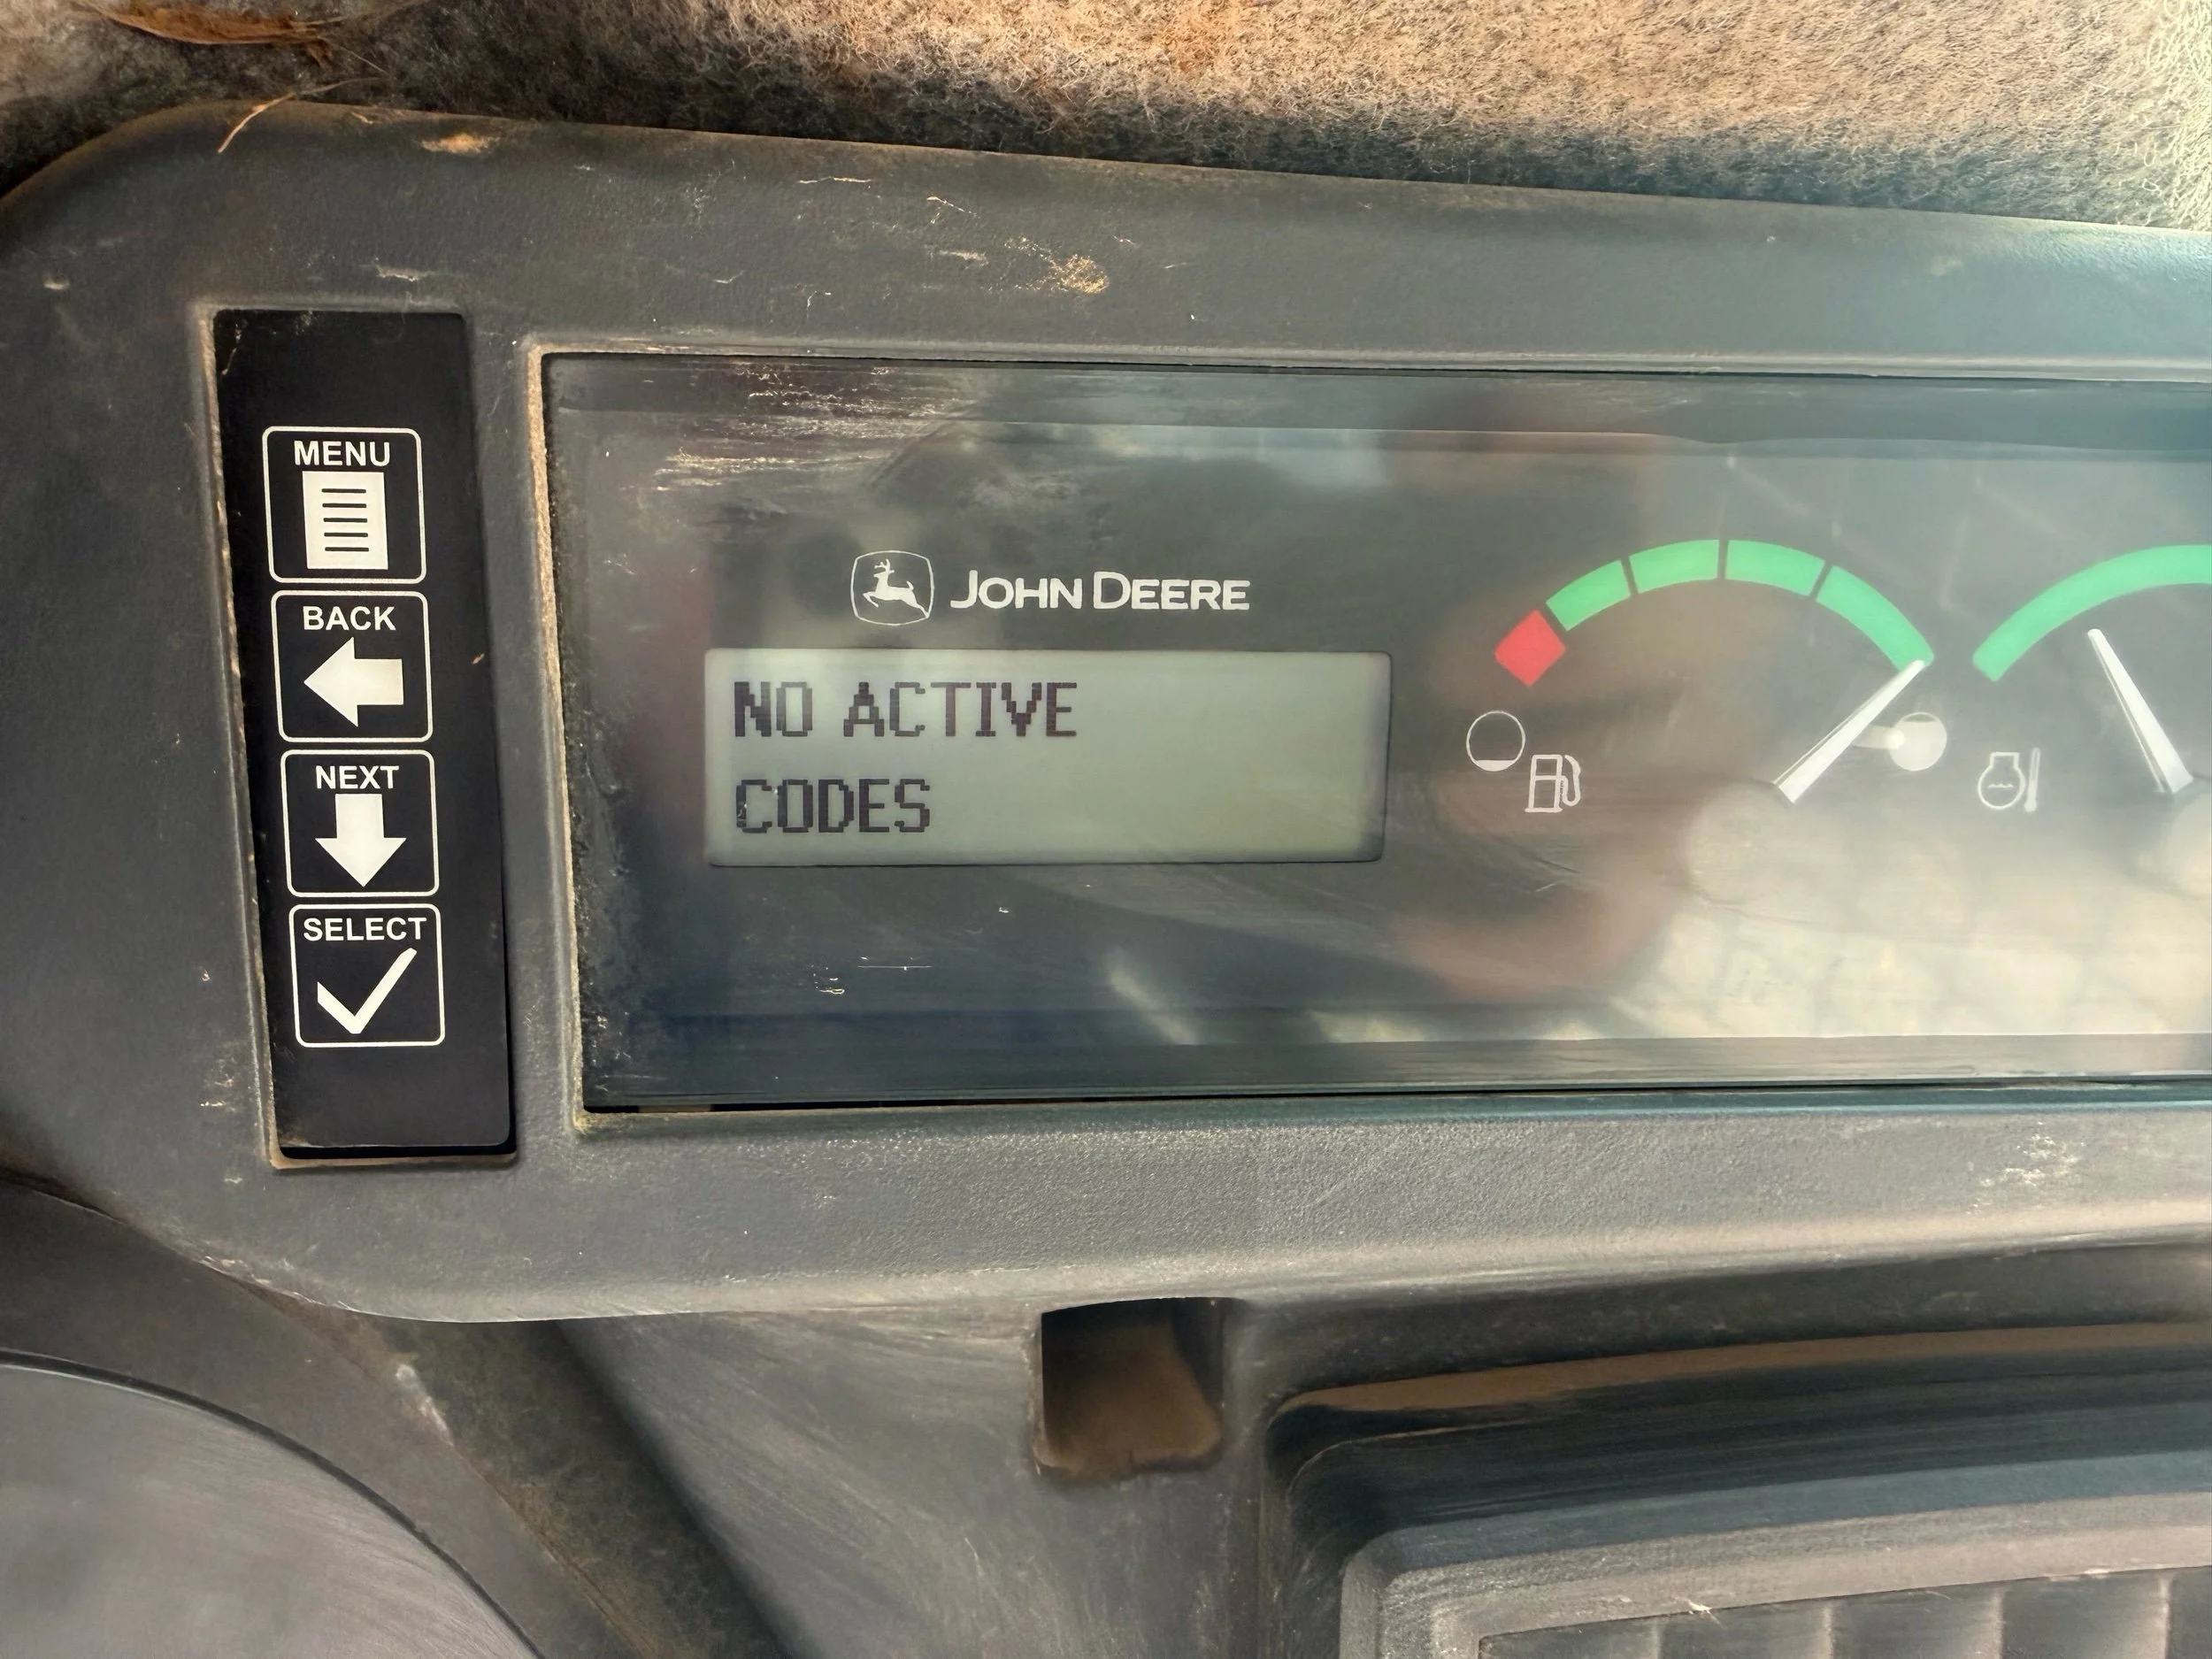 MENU
BACK
NEXT
SELECT
JOHN DEERE
NO ACTIVE
CODES